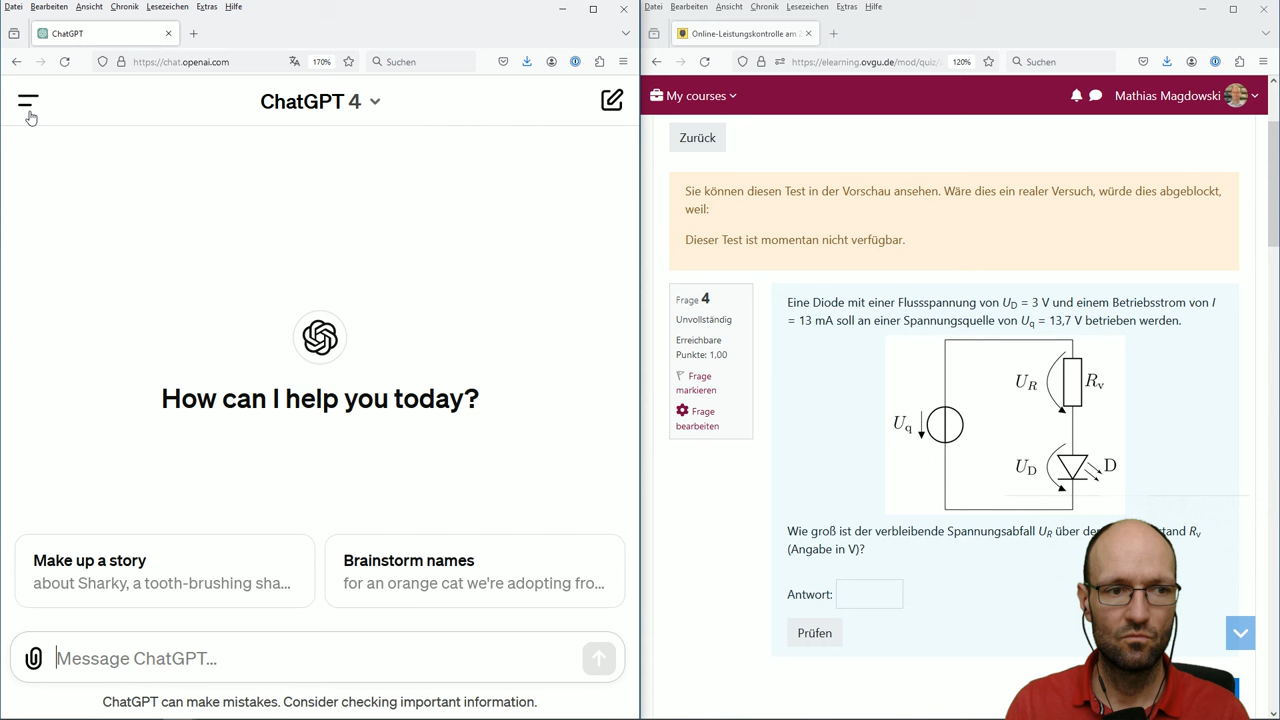 Datei Bearbeiten Ansicht Chronik Lesezeichen Extras Hilfe
ChatGPT
https://chat.openai.com
170%
Suchen
ChatGPT 4
How can I help you today?
Make up a story
about Sharky, a tooth-brushing sha...
Brainstorm names
for an orange cat we're adopting fro...
Message ChatGPT...
ChatGPT can make mistakes. Consider checking important information.
Datei Bearbeiten Ansicht Chronik Lesezeichen Extras Hilfe
Online-Leistungskontrolle am
https://elearning.ovgu.de/mod/quiz/
120%
Suchen
My courses
Mathias Magdowski
Zurück
Sie können diesen Test in der Vorschau ansehen. Wäre dies ein realer Versuch, würde dies abgeblockt,
weil:
Dieser Test ist momentan nicht verfügbar.
Frage 4
Unvollständig
Erreichbare
Punkte: 1,00
Frage
markieren
Frage
bearbeiten
Eine Diode mit einer Flussspannung von UD = 3 V und einem Betriebsstrom von I
= 13 mA soll an einer Spannungsquelle von Uq = 13,7 V betrieben werden.
UR
Rv
Uq
UD
D
Wie groß ist der verbleibende Spannungsabfall UR über Rv
(Angabe in V)?
Antwort:
Prüfen